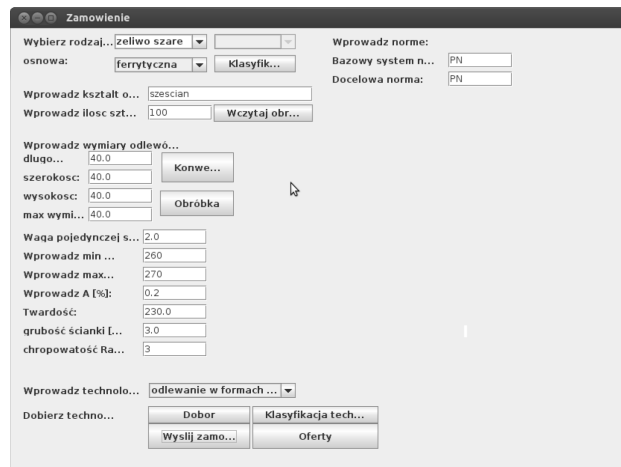 Zamowienie
Wybierz rodzaj... zeliwo szare
osnowa: ferrytyczna Klasyfik...
Wprowadz norme:
Bazowy system n... PN
Docelowa norma: PN
Wprowadz ksztalt o... szescian
Wprowadz ilosc szt... 100 Wczytaj obr...
Wprowadz wymiary odlewó...
dlugo... 40.0
szerokosc: 40.0
Konwe...
wysokosc: 40.0
max wymi... 40.0
Obróbka
Waga pojedynczej s... 2.0
Wprowadz min ... 260
Wprowadz max... 270
Wprowadz A [%]: 0.2
Twardość: 230.0
grubość ścianki [... 3.0
chropowatość Ra... 3
Wprowadz technolo... odlewanie w formach ...
Dobierz techno... Dobor Klasyfikacja tech...
Wyslij zamo... Oferty